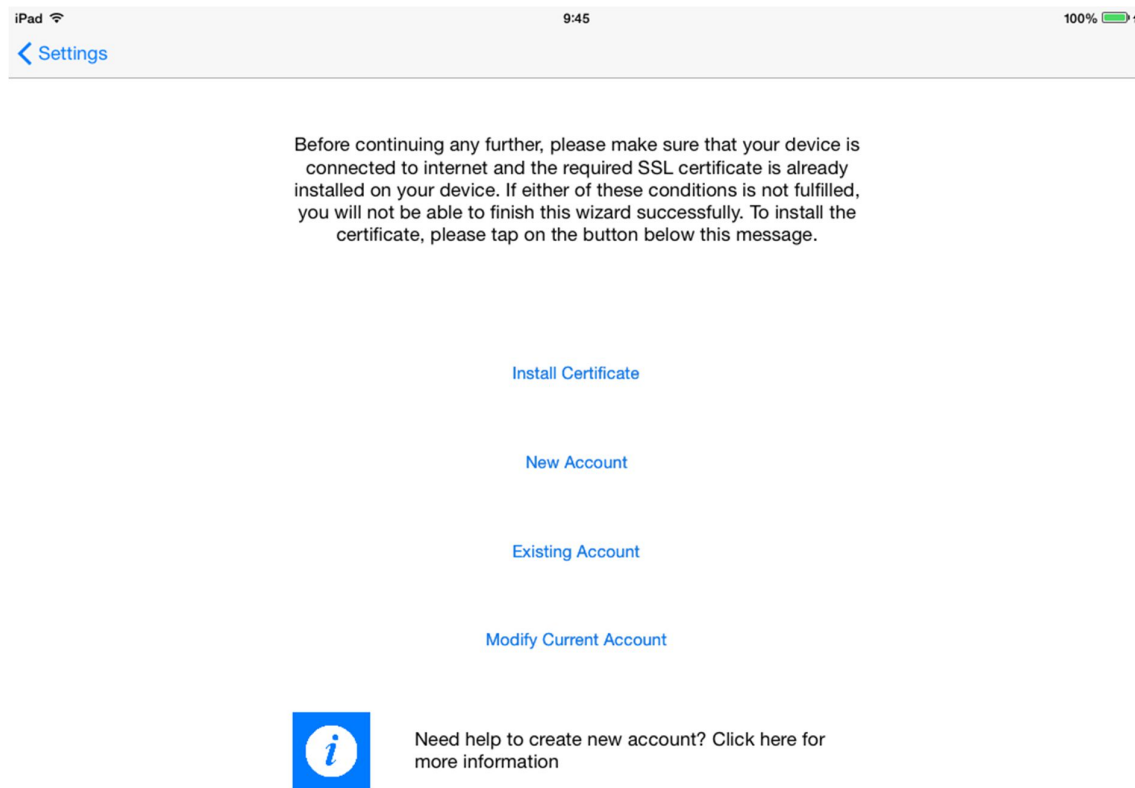 iPad 9:45 100%
Settings
Before continuing any further, please make sure that your device is
connected to internet and the required SSL certificate is already
installed on your device. If either of these conditions is not fulfilled,
you will not be able to finish this wizard successfully. To install the
certificate, please tap on the button below this message.
Install Certificate
New Account
Existing Account
Modify Current Account
i
Need help to create new account? Click here for
more information